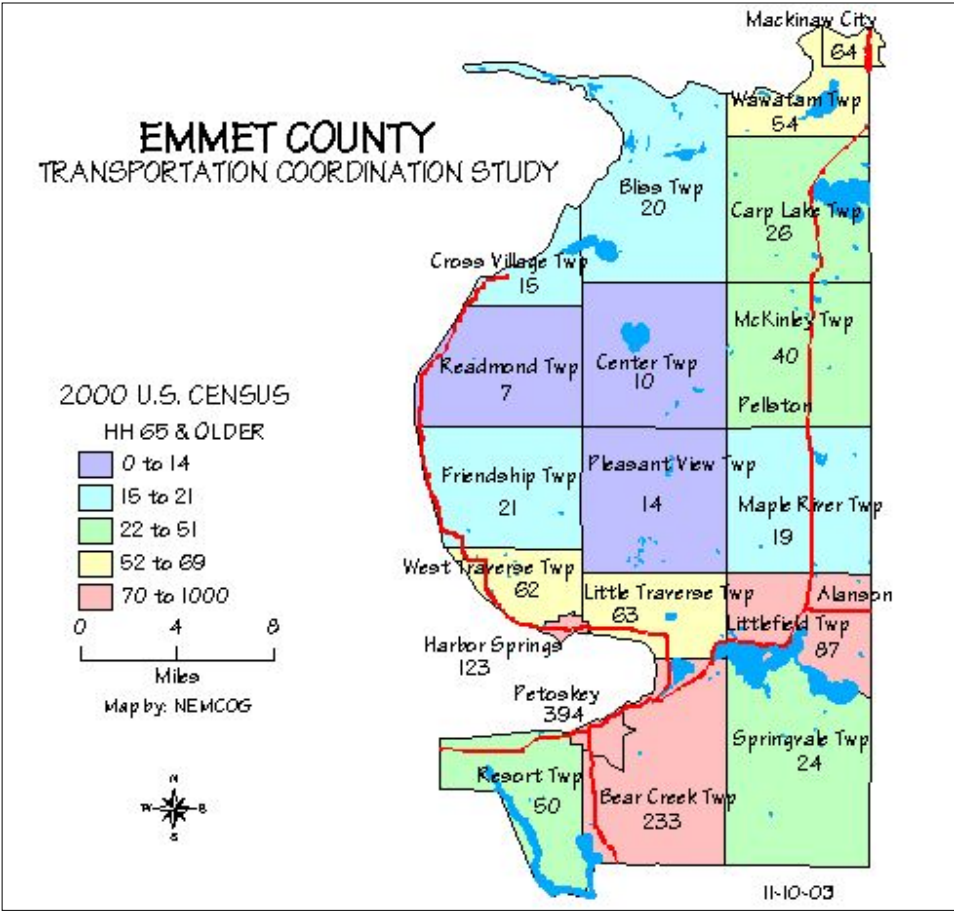 Mackinaw City
64
Wawatam Twp
54
EMMET COUNTY
TRANSPORTATION COORDINATION STUDY
Bliss Twp
20
Carp Lake Twp
26
Cross Village Twp
15
McKinley Twp
40
Readmond Twp
7
Center Twp
10
Pellston
2000 U.S. CENSUS
HH 65 & OLDER
0 to 14
15 to 21
22 to 51
52 to 69
70 to 1000
Friendship Twp
21
Pleasant View Twp
14
Maple River Twp
19
West Traverse Twp
62
Little Traverse Twp
63
Alanson
Littlefield Twp
87
0 4 8
Miles
Map by: NEMCOG
Harbor Springs
123
Petoskey
394
Springvale Twp
24
Resort Twp
50
Bear Creek Twp
233
N
W E
S
11-10-03